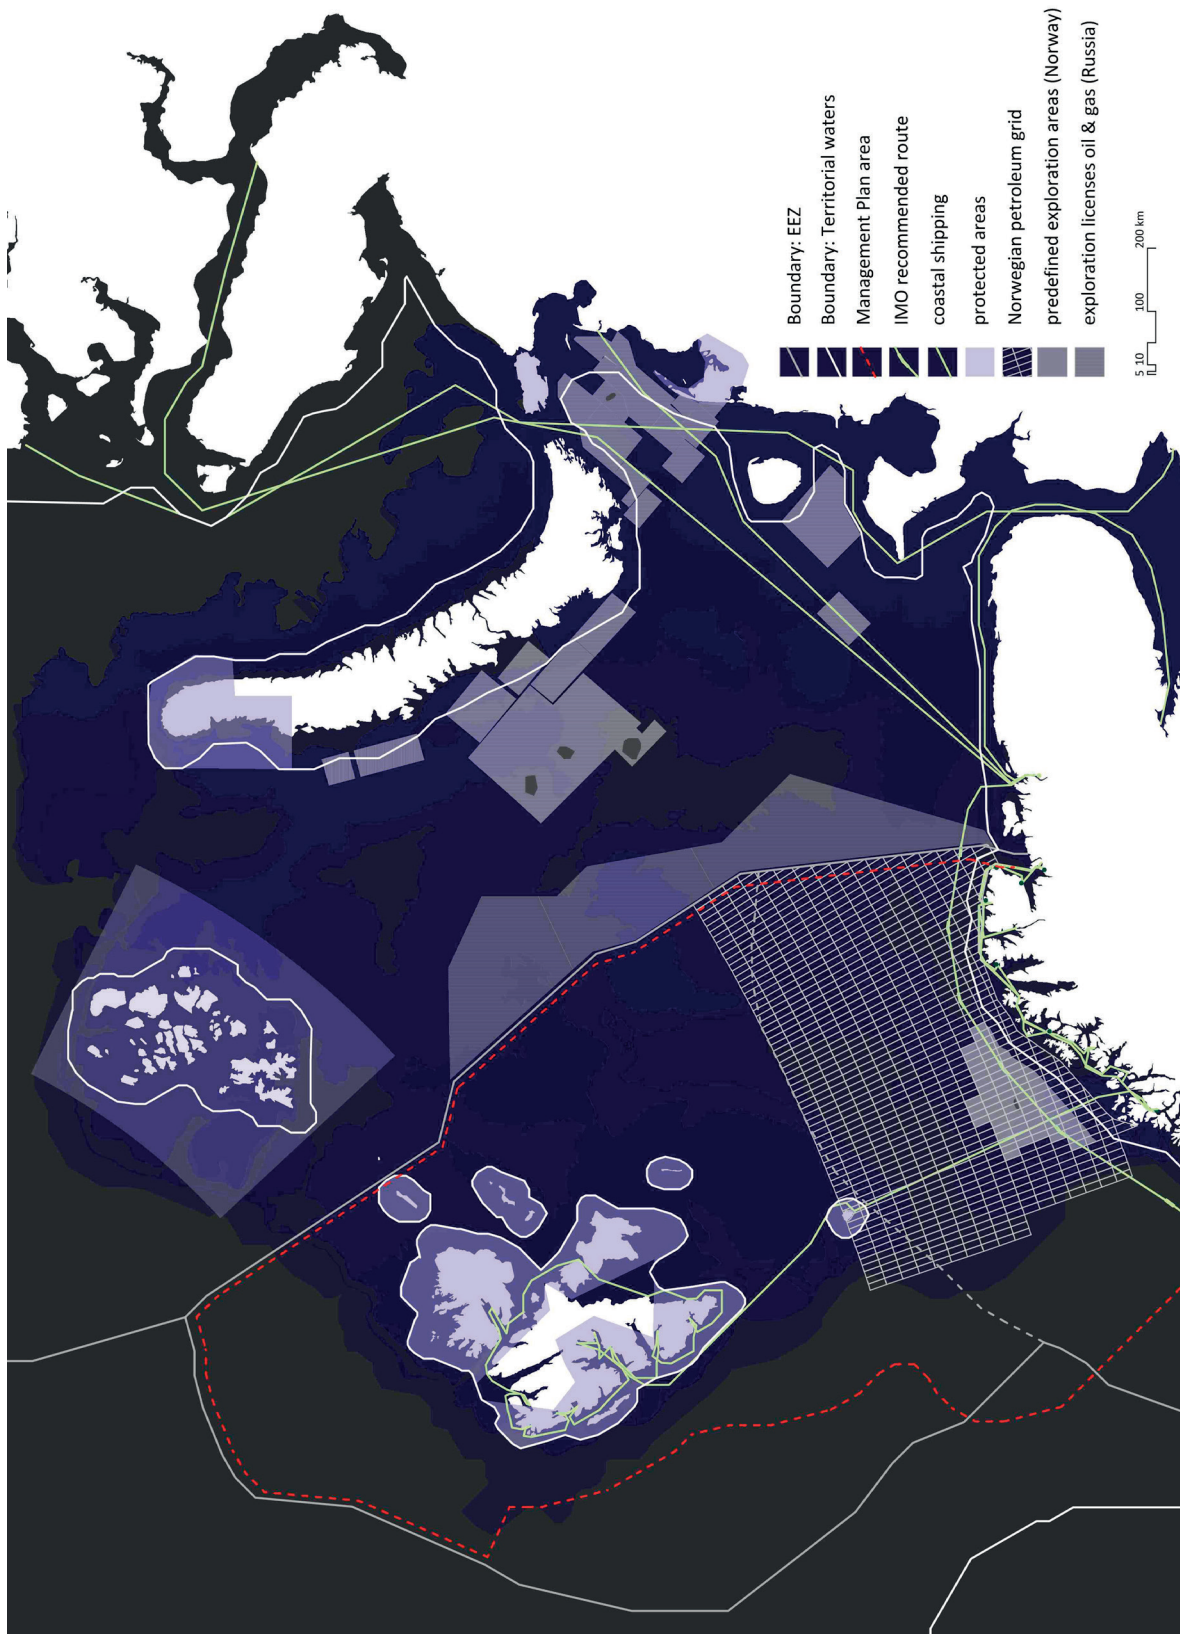 Boundary: EEZ
Boundary: Territorial waters
Management Plan area
IMO recommended route
coastal shipping
protected areas
Norwegian petroleum grid
predefined exploration areas (Norway)
exploration licenses oil & gas (Russia)
5 10 100 200 km